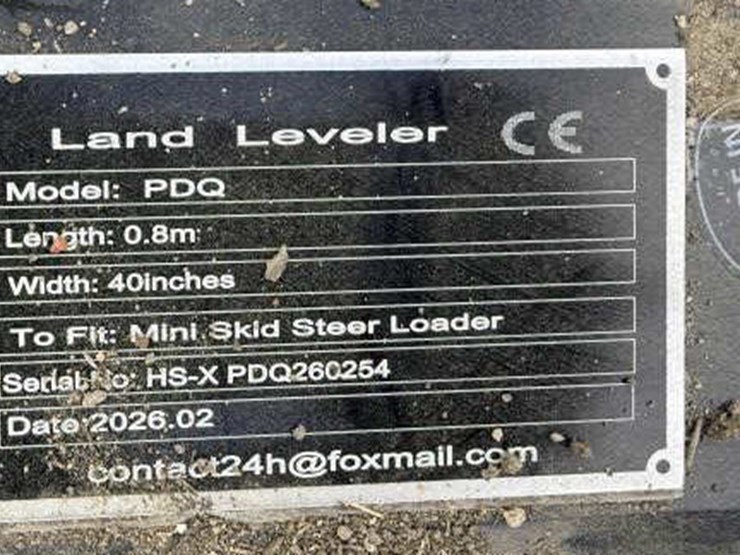 Land Leveler CE
Model: PDQ
Length: 0.8m
Width: 40inches
To Fit: Mini Skid Steer Loader
Serial No: HS-X PDQ260254
Date:2026.02
contact24h@foxmail.com